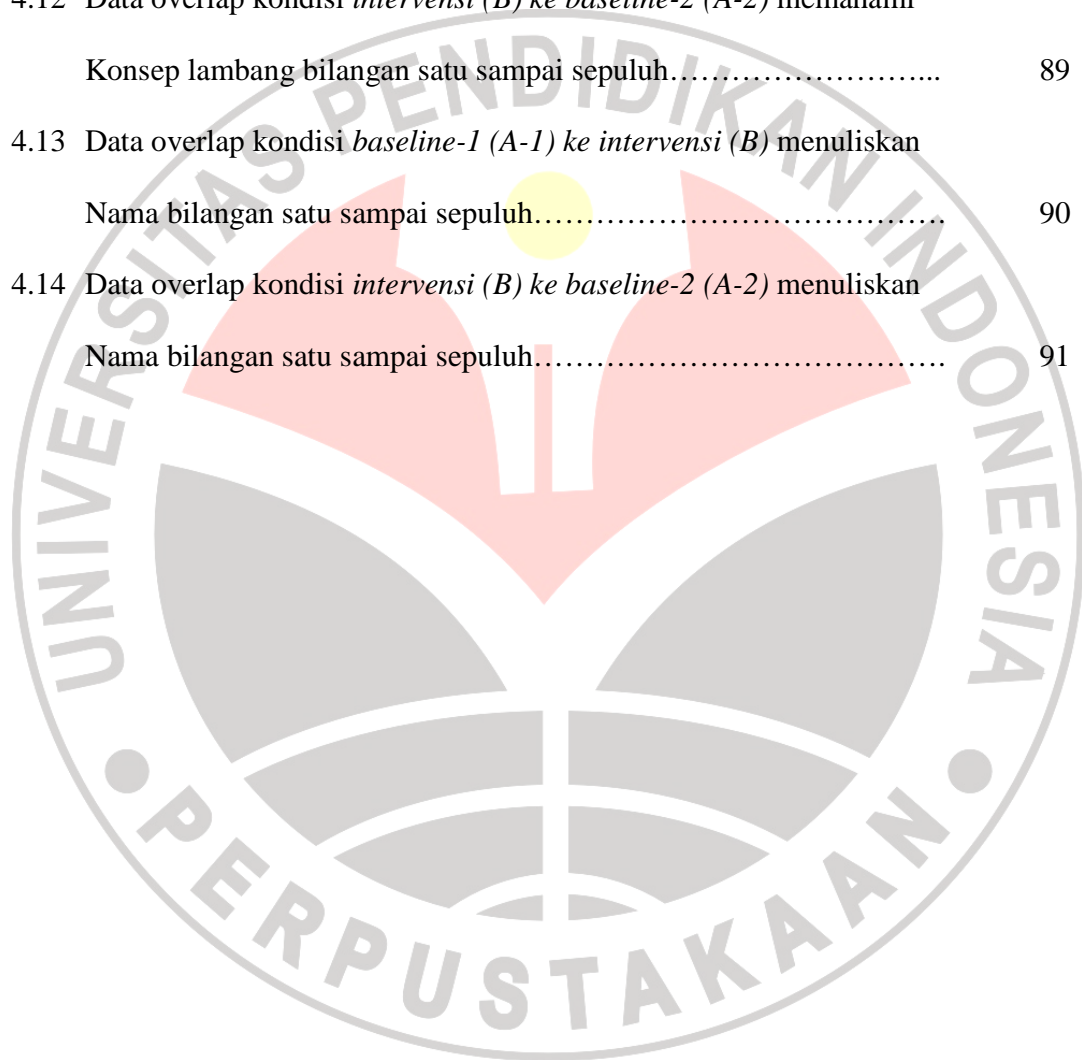 4.12 Data overlap kondisi intervensi (B) ke baseline-2 (A-2) memahami
Konsep lambang bilangan satu sampai sepuluh……………………... 89
4.13 Data overlap kondisi baseline-1 (A-1) ke intervensi (B) menuliskan
Nama bilangan satu sampai sepuluh…………………………………. 90
4.14 Data overlap kondisi intervensi (B) ke baseline-2 (A-2) menuliskan
Nama bilangan satu sampai sepuluh…………………………………. 91
UNIVERSITAS PENDIDIKAN INDONESIA
PERPUSTAKAAN